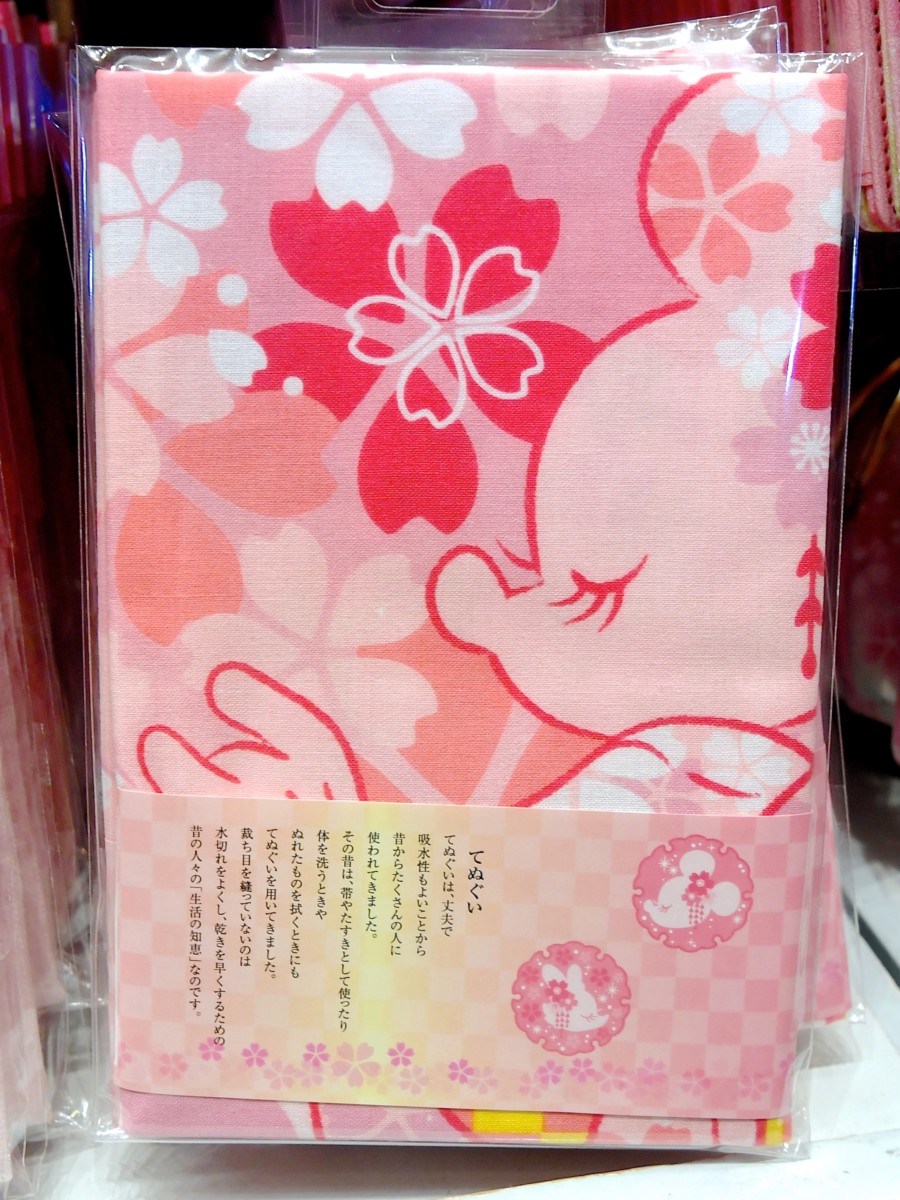 てぬぐい
てぬぐいは、丈夫で
吸水性もよいことから
昔からたくさんの人に
使われてきました。
その昔は、帯やたすきとして使ったり
体を洗うときや
ぬれたものを拭くときにも
てぬぐいを用いてきました。
裁ち目を縫っていないのは
水切れをよくし、乾きを早くするための
昔の人々の「生活の知恵」なのです。